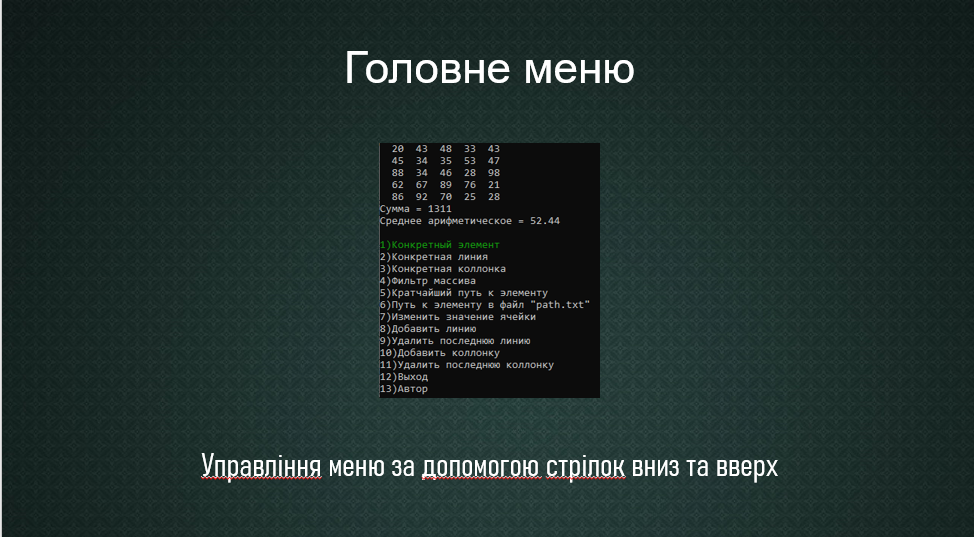 Головне меню
20 43 48 33 43
45 34 35 53 47
88 34 46 28 98
62 67 89 76 21
86 92 70 25 28
Сумма = 1311
Среднее арифметическое = 52.44
1)Конкретный элемент
2)Конкретная линия
3)Конкретная коллонка
4)Фильтр массива
5)Кратчайший путь к элементу
6)Путь к элементу в файл "path.txt"
7)Изменить значение ячейки
8)Добавить линию
9)Удалить последнюю линию
10)Добавить коллонку
11)Удалить последнюю коллонку
12)Выход
13)Автор
Управління меню за допомогою стрілок вниз та вверх